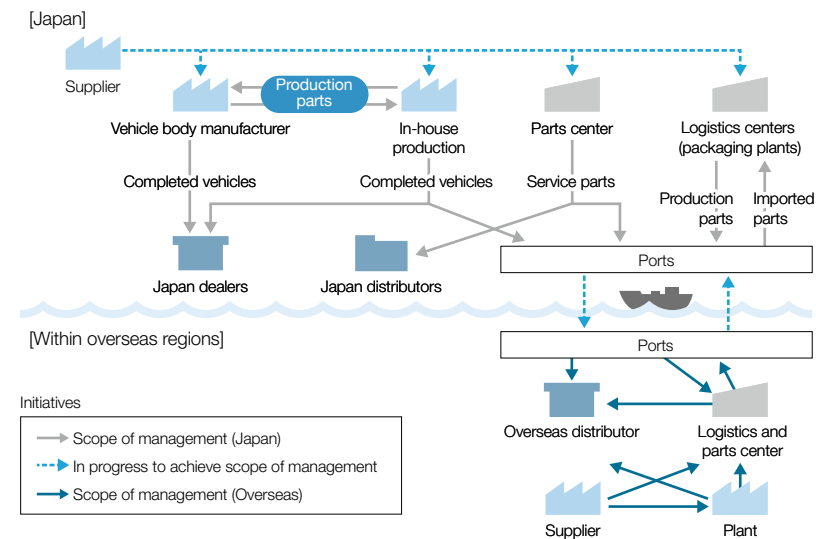 [Japan]
Supplier
Production
parts
Vehicle body manufacturer
In-house
production
Parts center
Logistics centers
(packaging plants)
Completed vehicles
Completed vehicles
Service parts
Production
parts
Imported
parts
Japan dealers
Japan distributors
Ports
[Within overseas regions]
Ports
Overseas distributor
Logistics and
parts center
Supplier
Plant
Initiatives
Scope of management (Japan)
In progress to achieve scope of management
Scope of management (Overseas)